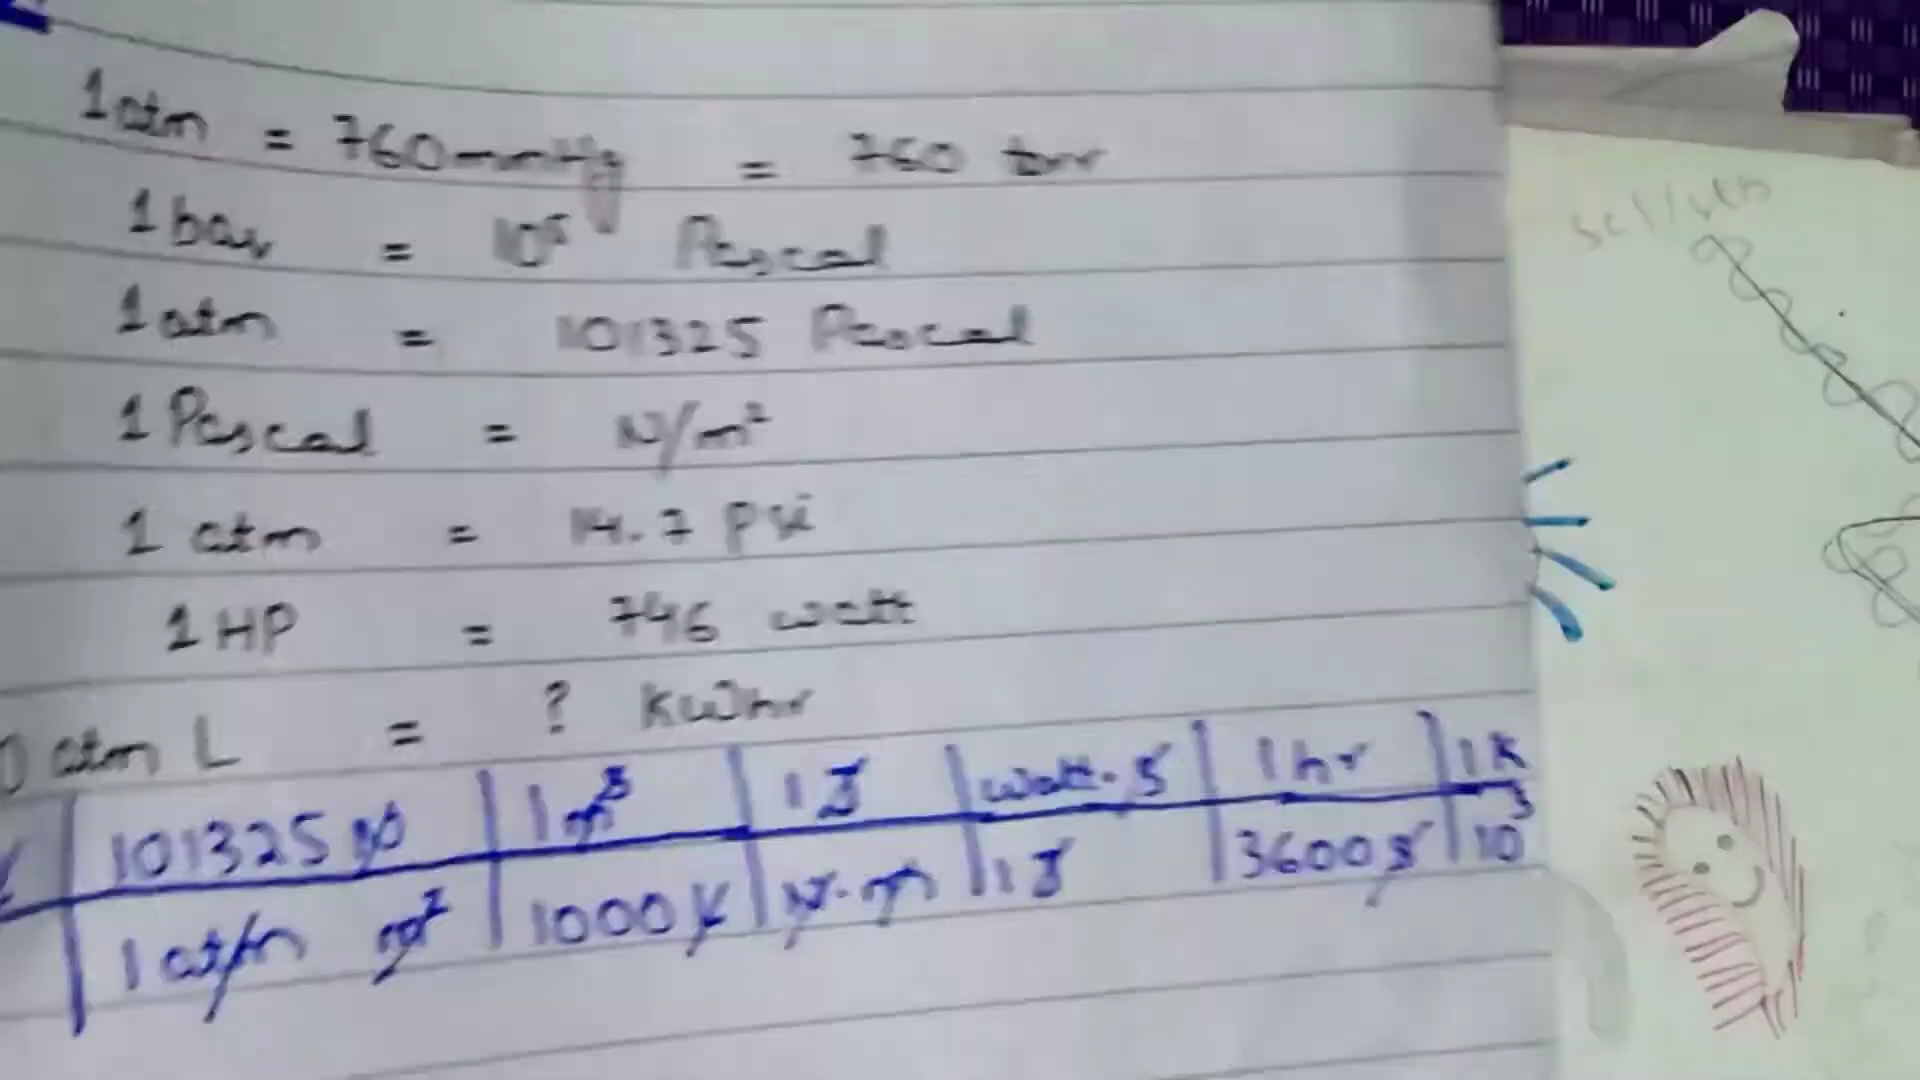 1 atm = 760 mmHg = 760 torr
1 bar = 10⁵ Pascal
1 atm = 101325 Pascal
1 Pascal = N/m²
1 atm = 14.7 Psi
1 HP = 746 watt
atm L = ? KWhr
101325 N | 1 m³ | 1 J | watt. s | 1 hr | 1 K
1 atm m² | 1000 L | N.m | 1 J | 3600 s | 10³